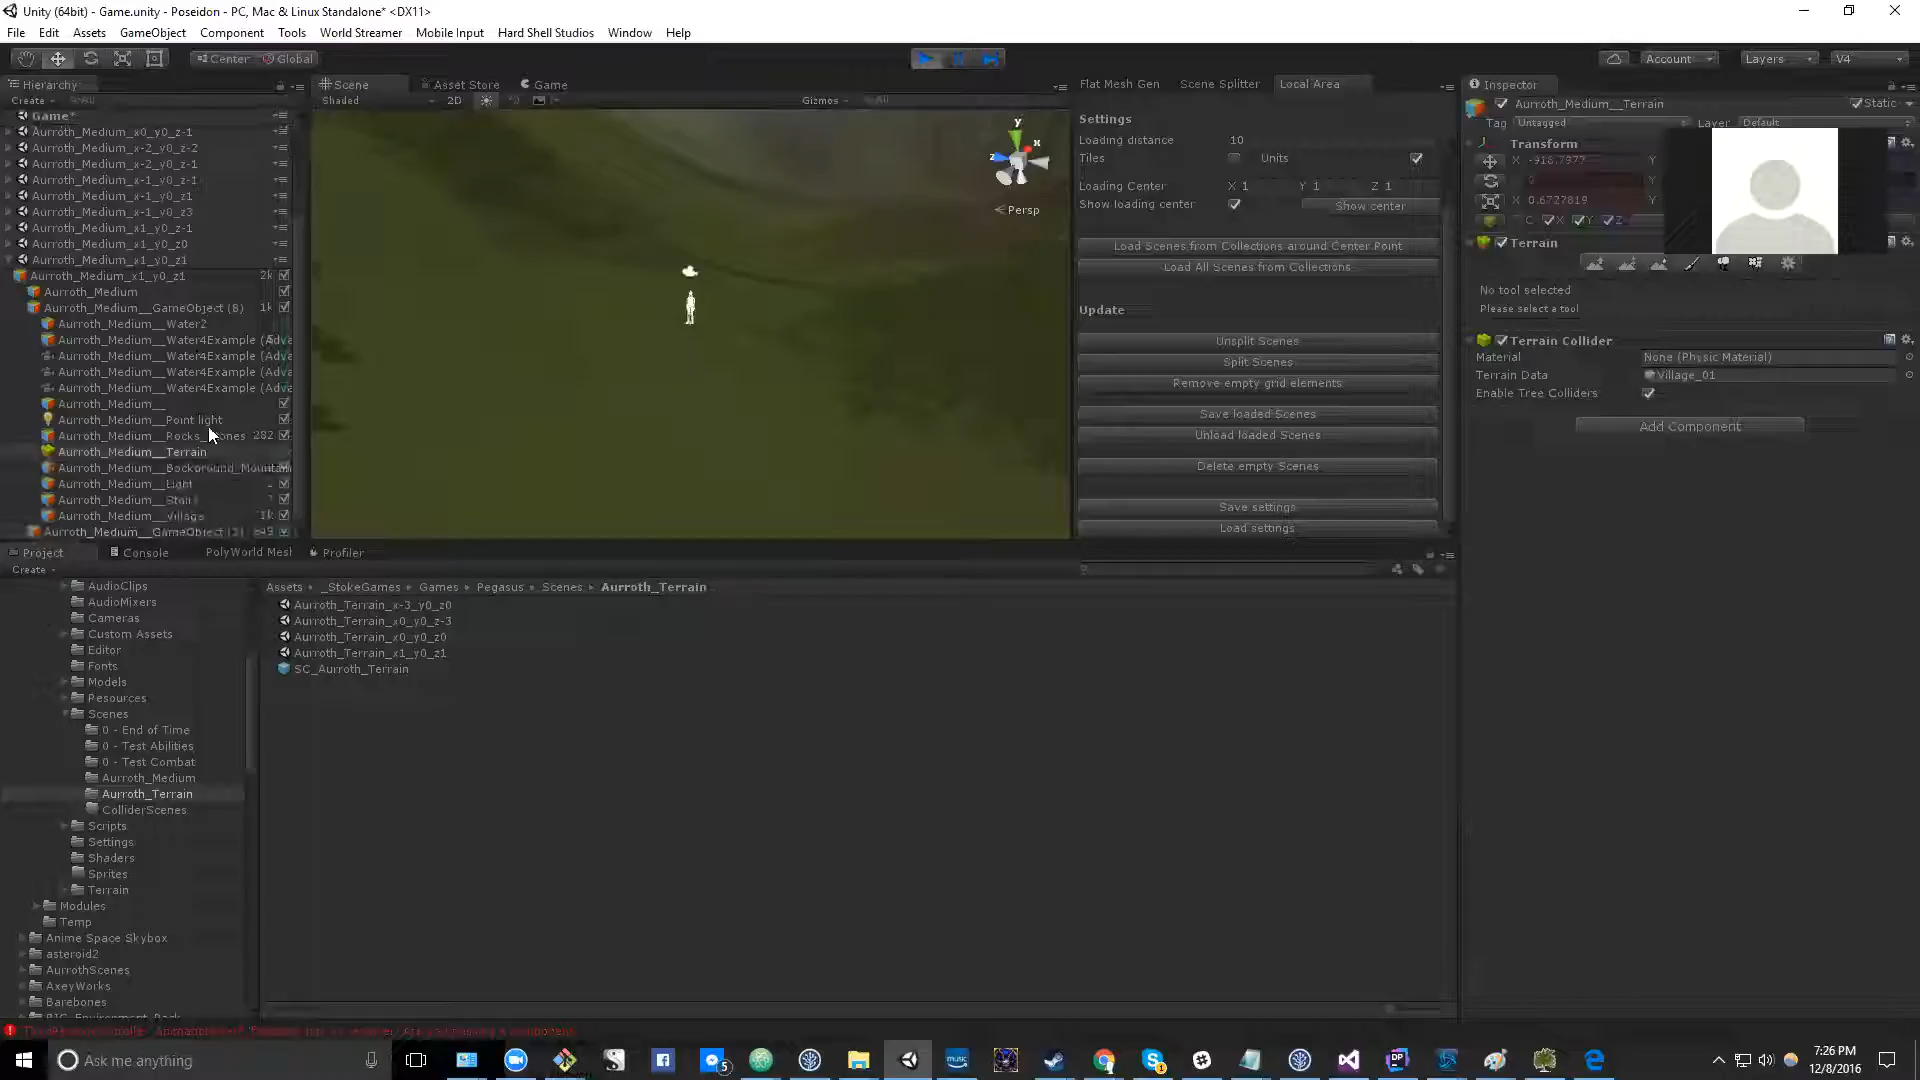 Unity (64bit) - Game.unity - Poseidon - PC, Mac & Linux Standalone* <DX11>
File Edit Assets GameObject Component Tools World Streamer Mobile Input Hard Shell Studios Window Help
Center Global Account Layers V4
Hierarchy
Create
Game*
Aurroth_Medium_x0_y0_z-1
Aurroth_Medium_x-2_y0_z-2
Aurroth_Medium_x-2_y0_z-1
Aurroth_Medium_x-1_y0_z-1
Aurroth_Medium_x-1_y0_z1
Aurroth_Medium_x-1_y0_z3
Aurroth_Medium_x1_y0_z-1
Aurroth_Medium_x1_y0_z0
Aurroth_Medium_x1_y0_z1
Aurroth_Medium_x1_y0_z1 2k
Aurroth_Medium
Aurroth_Medium__GameObject (8) 1k
Aurroth_Medium__Water2
Aurroth_Medium__Water4Example (Adva
Aurroth_Medium__Water4Example (Adva
Aurroth_Medium__Water4Example (Adva
Aurroth_Medium__Water4Example (Adva
Aurroth_Medium__
Aurroth_Medium__Point light
Aurroth_Medium__Rocks_ 282
Aurroth_Medium__Terrain
Aurroth_Medium__Background_Mountain
Aurroth_Medium__Light
Aurroth_Medium__
Aurroth_Medium__Village 1k
Aurroth_Medium__GameObject
Scene Asset Store Game
Shaded 2D Gizmos
y
x
z
Persp
Flat Mesh Gen Scene Splitter Local Area
Settings
Loading distance 10
Tiles Units
Loading Center X 1 Y 1 Z 1
Show loading center Show center
Load Scenes from Collections around Center Point
Load All Scenes from Collections
Update
Unsplit Scenes
Split Scenes
Remove empty grid elements
Save loaded Scenes
Unload loaded Scenes
Delete empty Scenes
Save settings
Load settings
Inspector
Aurroth_Medium__Terrain Static
Tag Untagged Layer Default
Transform
X -918.7977 Y
0 Y
X 0.6727819 Y
C X Y Z
Terrain
No tool selected
Please select a tool
Terrain Collider
Material None (Physic Material)
Terrain Data Village_01
Enable Tree Colliders
Add Component
Project Console PolyWorld Mesh Profiler
Create
AudioClips
AudioMixers
Cameras
Custom Assets
Editor
Fonts
Models
Resources
Scenes
0 - End of Time
0 - Test Abilities
0 - Test Combat
Aurroth_Medium
Aurroth_Terrain
ColliderScenes
Scripts
Settings
Shaders
Sprites
Terrain
Modules
Temp
Anime Space Skybox
asteroid2
AurrothScenes
AxeyWorks
Barebones
Assets _StokeGames Games Pegasus Scenes Aurroth_Terrain
Aurroth_Terrain_x-3_y0_z0
Aurroth_Terrain_x0_y0_z-3
Aurroth_Terrain_x0_y0_z0
Aurroth_Terrain_x1_y0_z1
SC_Aurroth_Terrain
Ask me anything
5
music
1
DP
7:26 PM
12/8/2016